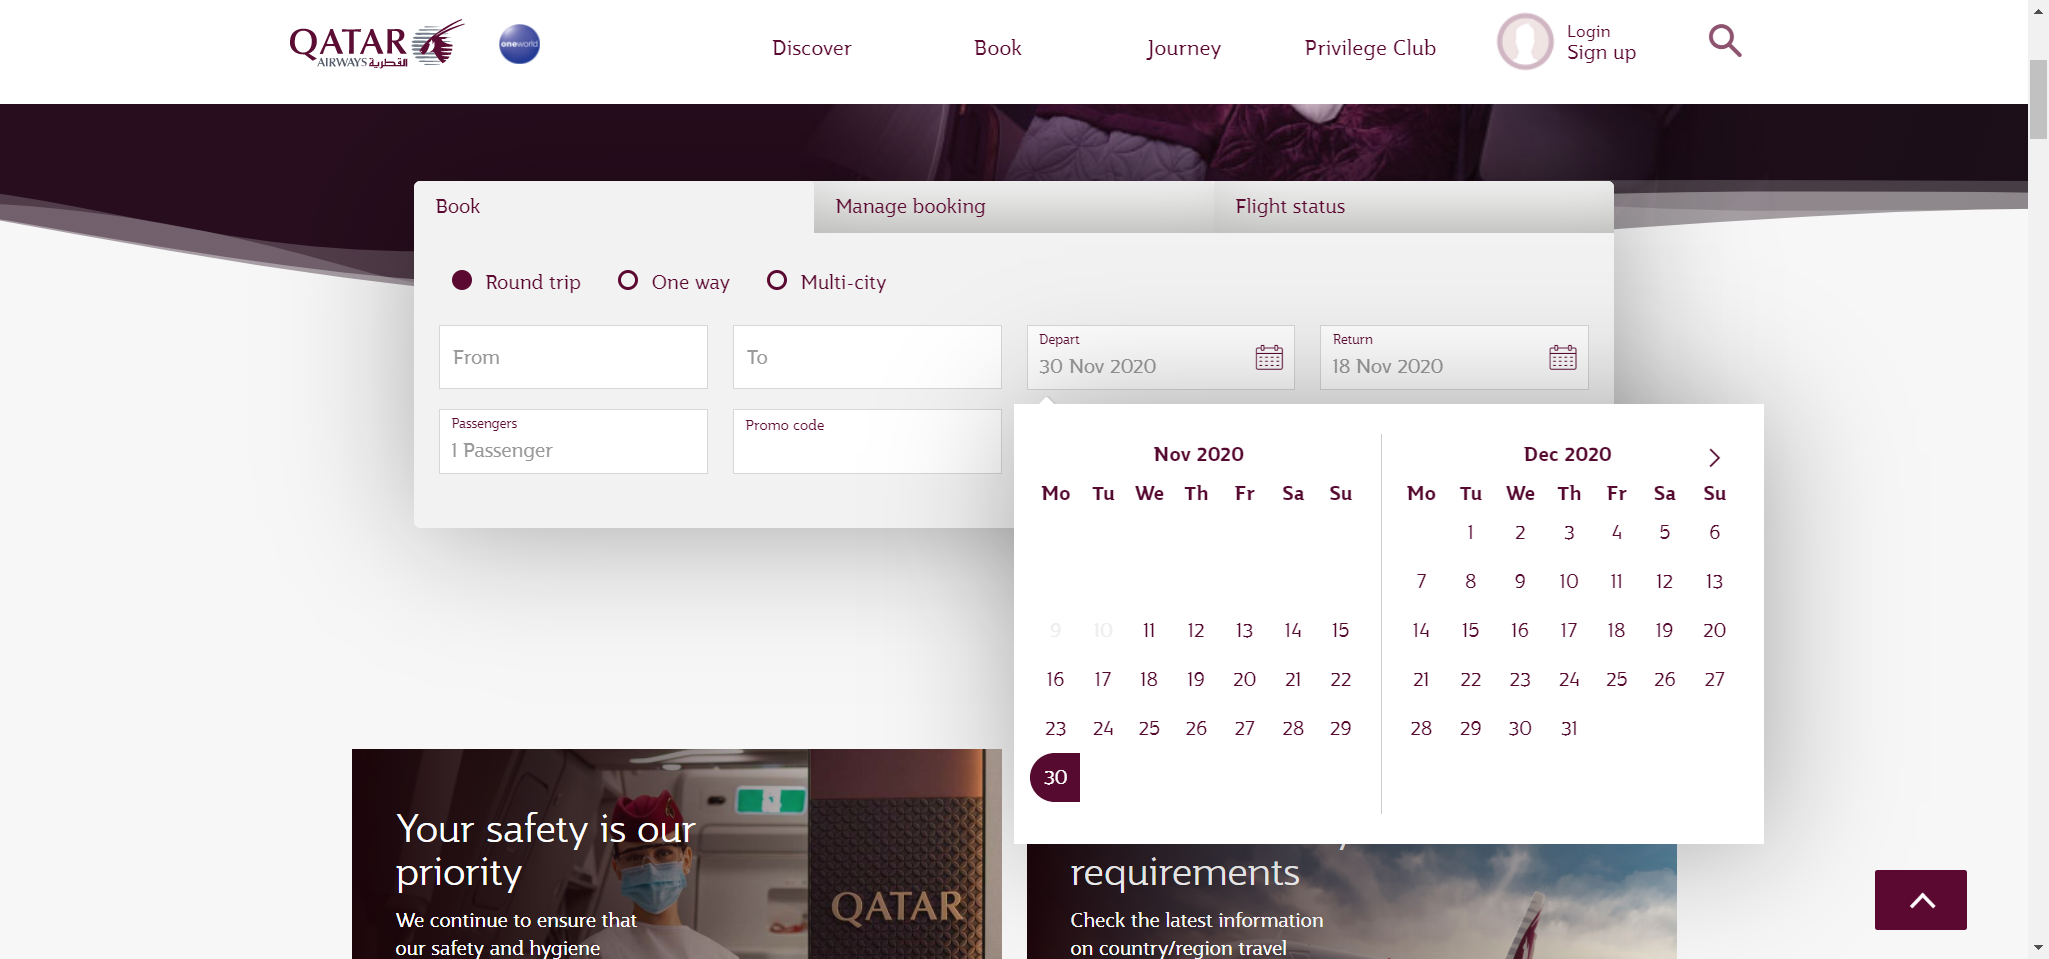 QATAR
AIRWAYS القطرية
oneworld
Discover
Book
Journey
Privilege Club
Login
Sign up
Book
Manage booking
Flight status
Round trip
One way
Multi-city
From
To
Depart
30 Nov 2020
Return
18 Nov 2020
Passengers
1 Passenger
Promo code
Nov 2020
Mo Tu We Th Fr Sa Su
9 10 11 12 13 14 15
16 17 18 19 20 21 22
23 24 25 26 27 28 29
30
Dec 2020
Mo Tu We Th Fr Sa Su
1 2 3 4 5 6
7 8 9 10 11 12 13
14 15 16 17 18 19 20
21 22 23 24 25 26 27
28 29 30 31
Your safety is our
priority
We continue to ensure that
our safety and hygiene
QATAR
requirements
Check the latest information
on country/region travel